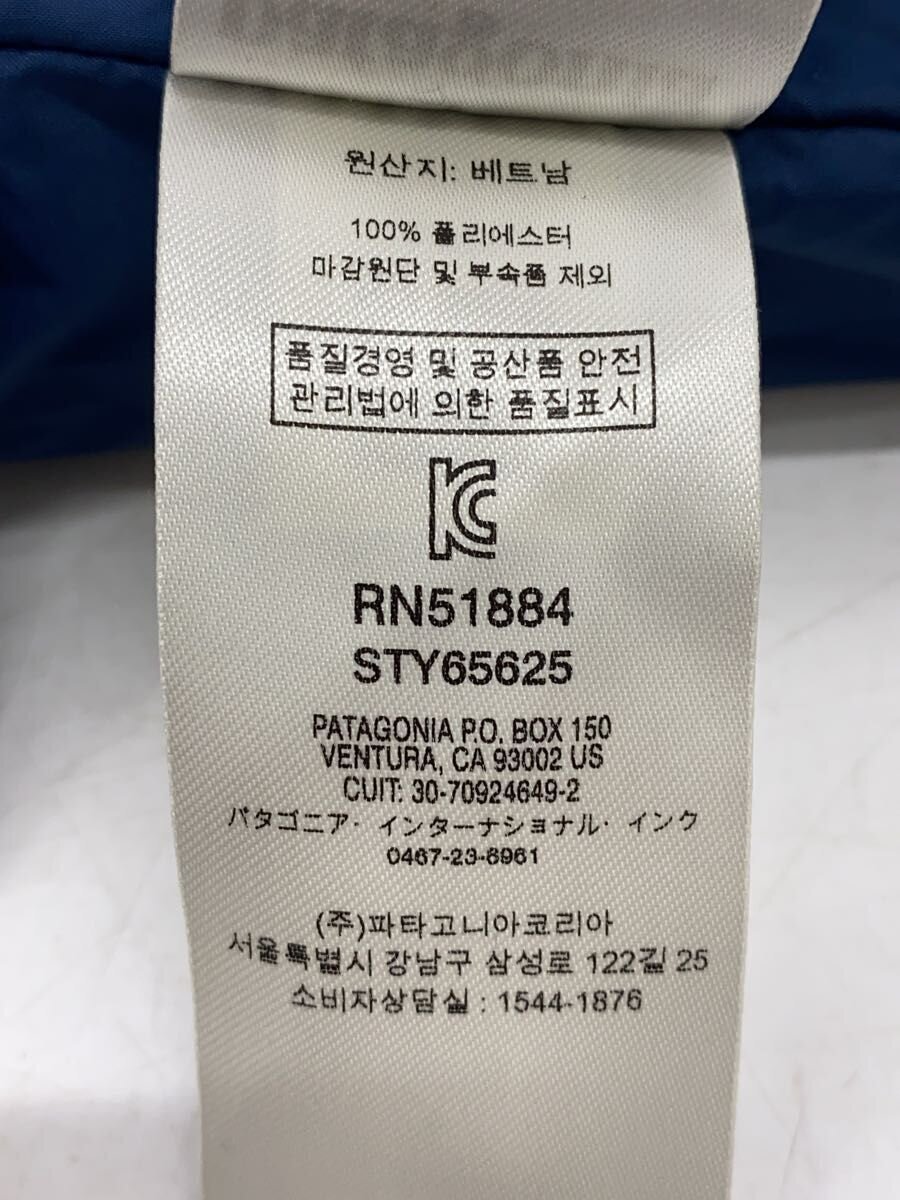 원산지: 베트남
100% 폴리에스터
마감원단 및 부속품 제외
품질경영 및 공산품 안전
관리법에 의한 품질표시
RN51884
STY65625
PATAGONIA P.O. BOX 150
VENTURA, CA 93002 US
CUIT: 30-70924649-2
パタゴニア・インターナショナル・インク
0467-23-8961
(주)파타고니아코리아
서울특별시 강남구 삼성로 122길 25
소비자상담실 : 1544-1876